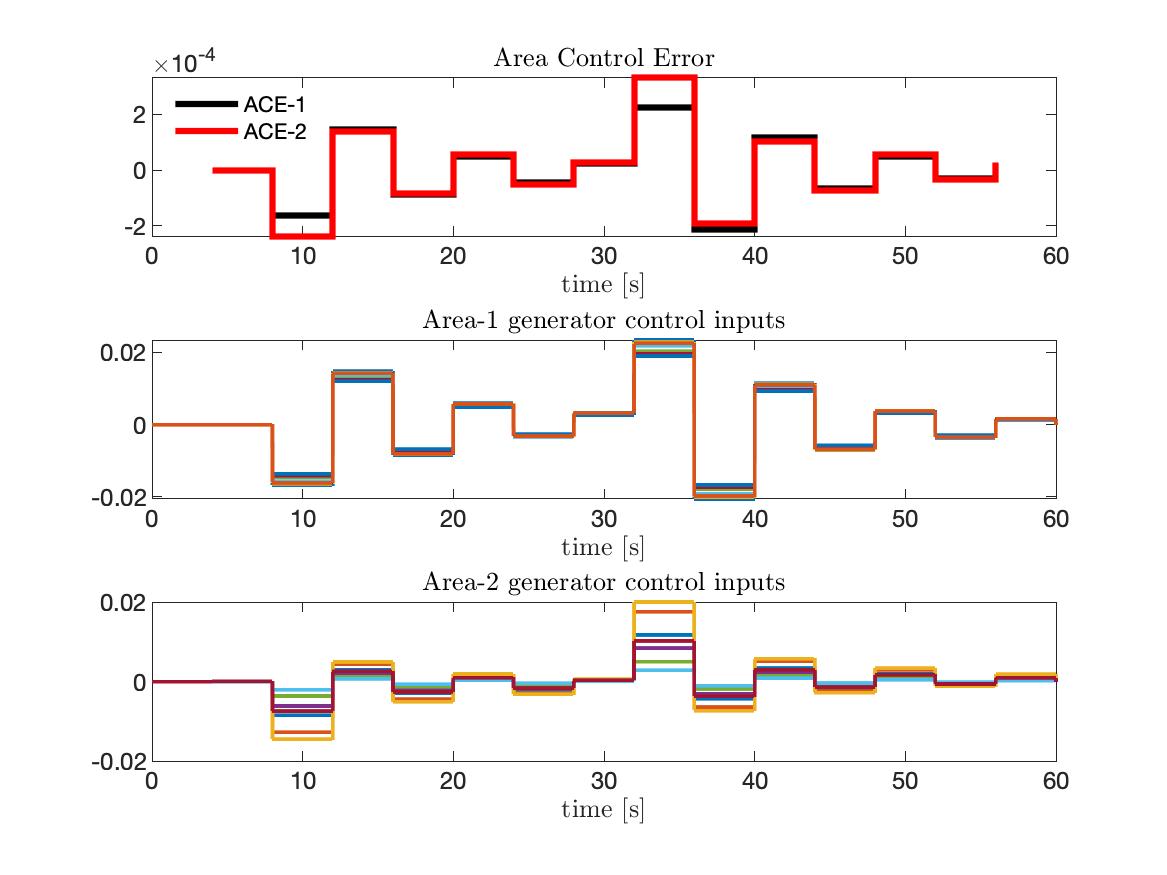 Area Control Error
×10-4
ACE-1
ACE-2
2
0
-2
0 10 20 30 40 50 60
time [s]
Area-1 generator control inputs
0.02
0
-0.02
0 10 20 30 40 50 60
time [s]
Area-2 generator control inputs
0.02
0
-0.02
0 10 20 30 40 50 60
time [s]